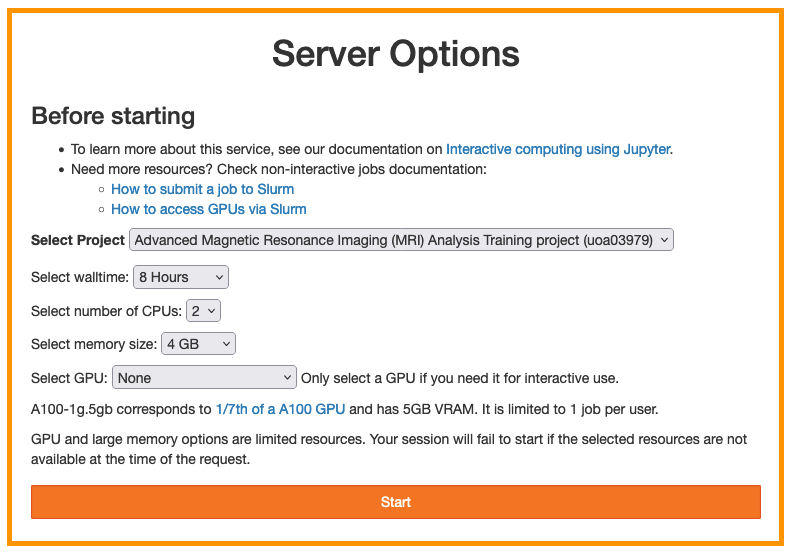 Server Options
Before starting
• To learn more about this service, see our documentation on Interactive computing using Jupyter.
• Need more resources? Check non-interactive jobs documentation:
○ How to submit a job to Slurm
○ How to access GPUs via Slurm
Select Project Advanced Magnetic Resonance Imaging (MRI) Analysis Training project (uoa03979)
Select walltime: 8 Hours
Select number of CPUs: 2
Select memory size: 4 GB
Select GPU: None Only select a GPU if you need it for interactive use.
A100-1g.5gb corresponds to 1/7th of a A100 GPU and has 5GB VRAM. It is limited to 1 job per user.
GPU and large memory options are limited resources. Your session will fail to start if the selected resources are not
available at the time of the request.
Start